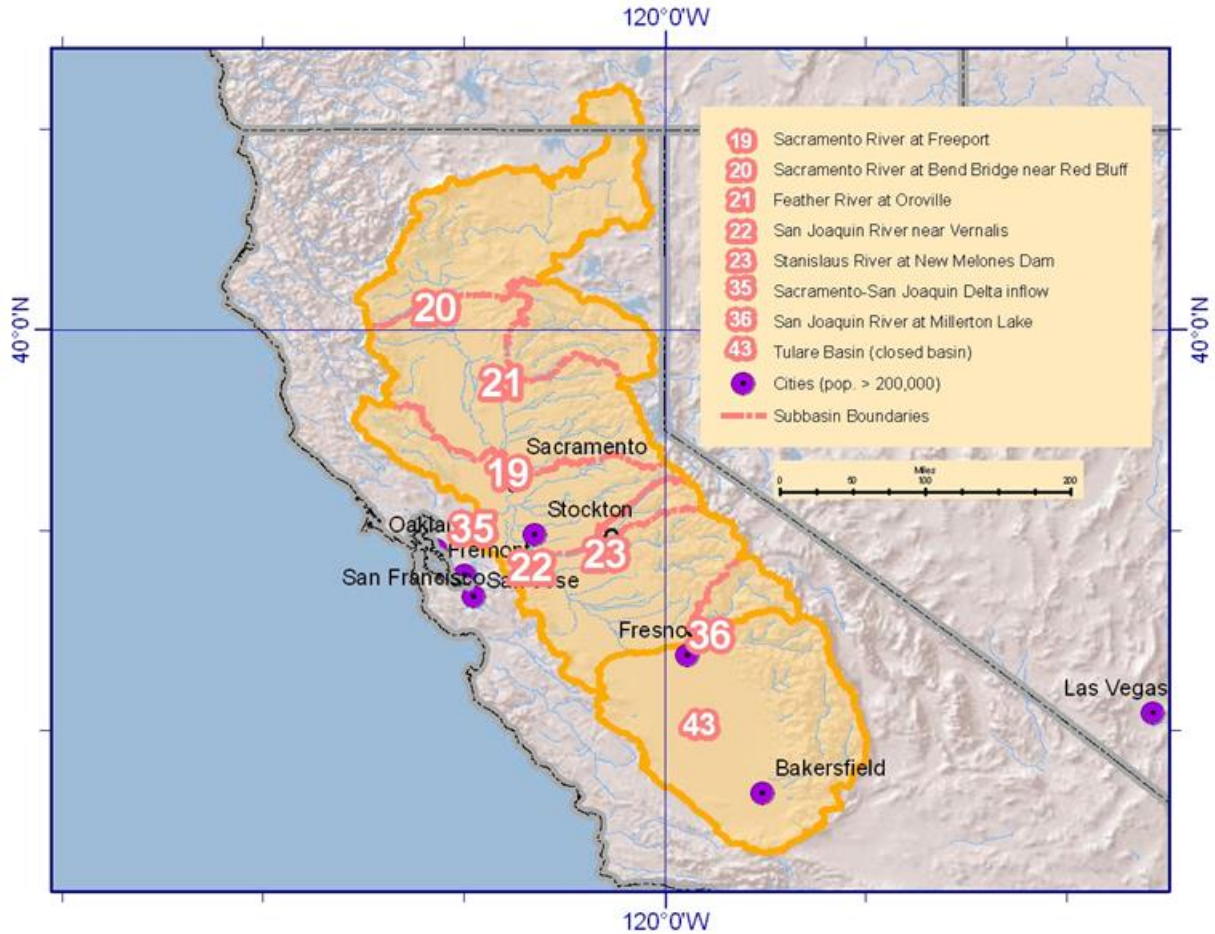 120°0'W
19 Sacramento River at Freeport
20 Sacramento River at Bend Bridge near Red Bluff
21 Feather River at Oroville
22 San Joaquin River near Vernalis
23 Stanislaus River at New Melones Dam
35 Sacramento-San Joaquin Delta inflow
36 San Joaquin River at Millerton Lake
43 Tulare Basin (closed basin)
Cities (pop. > 200,000)
Subbasin Boundaries
Miles
0 50 100 200
40°0'N
40°0'N
20
21
Sacramento
19
Stockton
35
Fremont
22
23
San Francisco
San Jose
Fresno
36
Las Vegas
43
Bakersfield
120°0'W